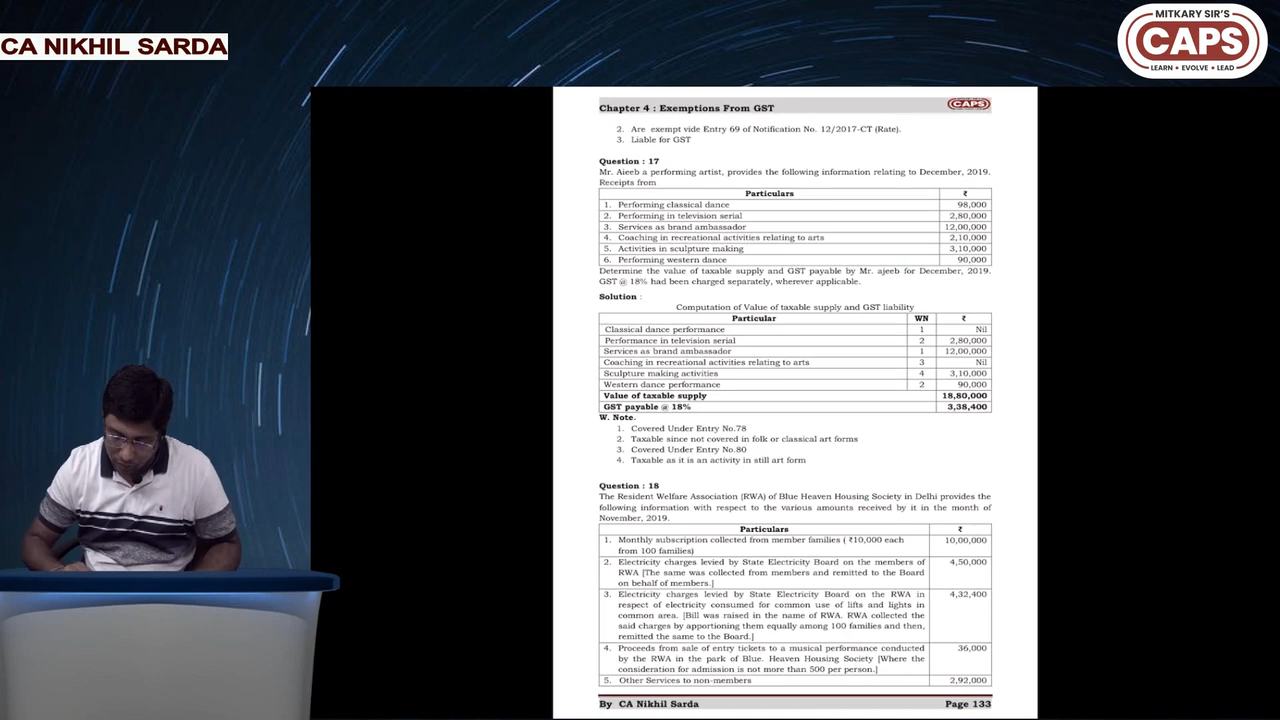 CA NIKHIL SARDA
MITKARY SIR'S
CAPS
LEARN • EVOLVE • LEAD
Chapter 4 : Exemptions From GST
CAPS
2. Are exempt vide Entry 69 of Notification No. 12/2017-CT (Rate).
3. Liable for GST
Question : 17
Mr. Aieeb a performing artist, provides the following information relating to December, 2019.
Receipts from
Particulars ₹
1. Performing classical dance 98,000
2. Performing in television serial 2,80,000
3. Services as brand ambassador 12,00,000
4. Coaching in recreational activities relating to arts 2,10,000
5. Activities in sculpture making 3,10,000
6. Performing western dance 90,000
Determine the value of taxable supply and GST payable by Mr. ajeeb for December, 2019.
GST @ 18% had been charged separately, wherever applicable.
Solution :
Computation of Value of taxable supply and GST liability
Particular WN ₹
Classical dance performance 1 Nil
Performance in television serial 2 2,80,000
Services as brand ambassador 1 12,00,000
Coaching in recreational activities relating to arts 3 Nil
Sculpture making activities 4 3,10,000
Western dance performance 2 90,000
Value of taxable supply 18,80,000
GST payable @ 18% 3,38,400
W. Note.
1. Covered Under Entry No.78
2. Taxable since not covered in folk or classical art forms
3. Covered Under Entry No.80
4. Taxable as it is an activity in still art form
Question : 18
The Resident Welfare Association (RWA) of Blue Heaven Housing Society in Delhi provides the
following information with respect to the various amounts received by it in the month of
November, 2019.
Particulars ₹
1. Monthly subscription collected from member families ( ₹10,000 each 10,00,000
from 100 families)
2. Electricity charges levied by State Electricity Board on the members of 4,50,000
RWA [The same was collected from members and remitted to the Board
on behalf of members.]
3. Electricity charges levied by State Electricity Board on the RWA in 4,32,400
respect of electricity consumed for common use of lifts and lights in
common area. [Bill was raised in the name of RWA. RWA collected the
said charges by apportioning them equally among 100 families and then,
remitted the same to the Board.]
4. Proceeds from sale of entry tickets to a musical performance conducted 36,000
by the RWA in the park of Blue. Heaven Housing Society [Where the
consideration for admission is not more than 500 per person.]
5. Other Services to non-members 2,92,000
By CA Nikhil Sarda Page 133